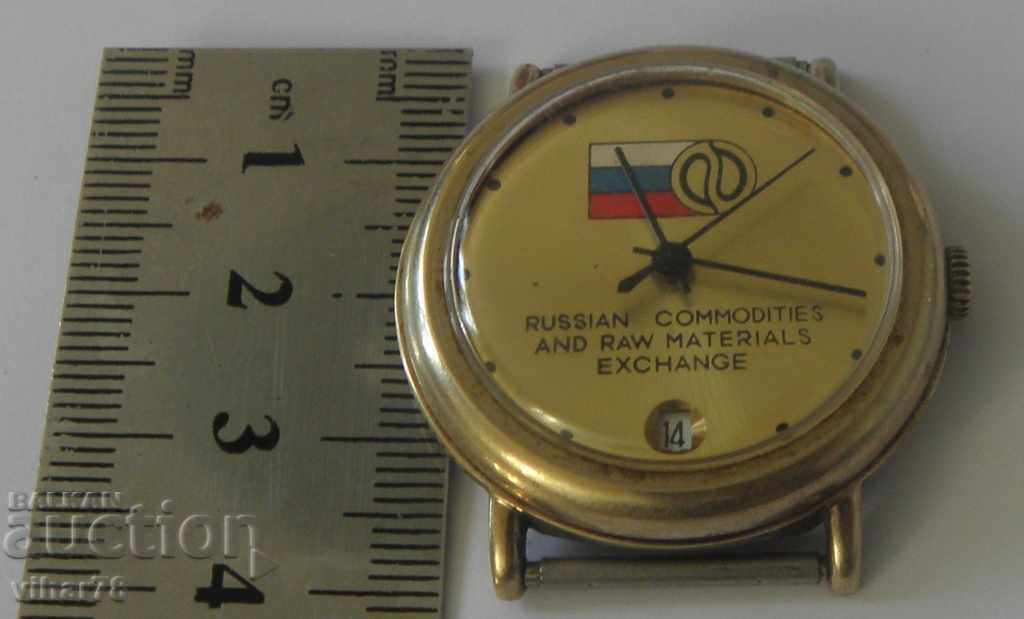 mm
cm
mm
1
2
3
4
RUSSIAN COMMODITIES
AND RAW MATERIALS
EXCHANGE
14
BALKAN
auction
vihar78